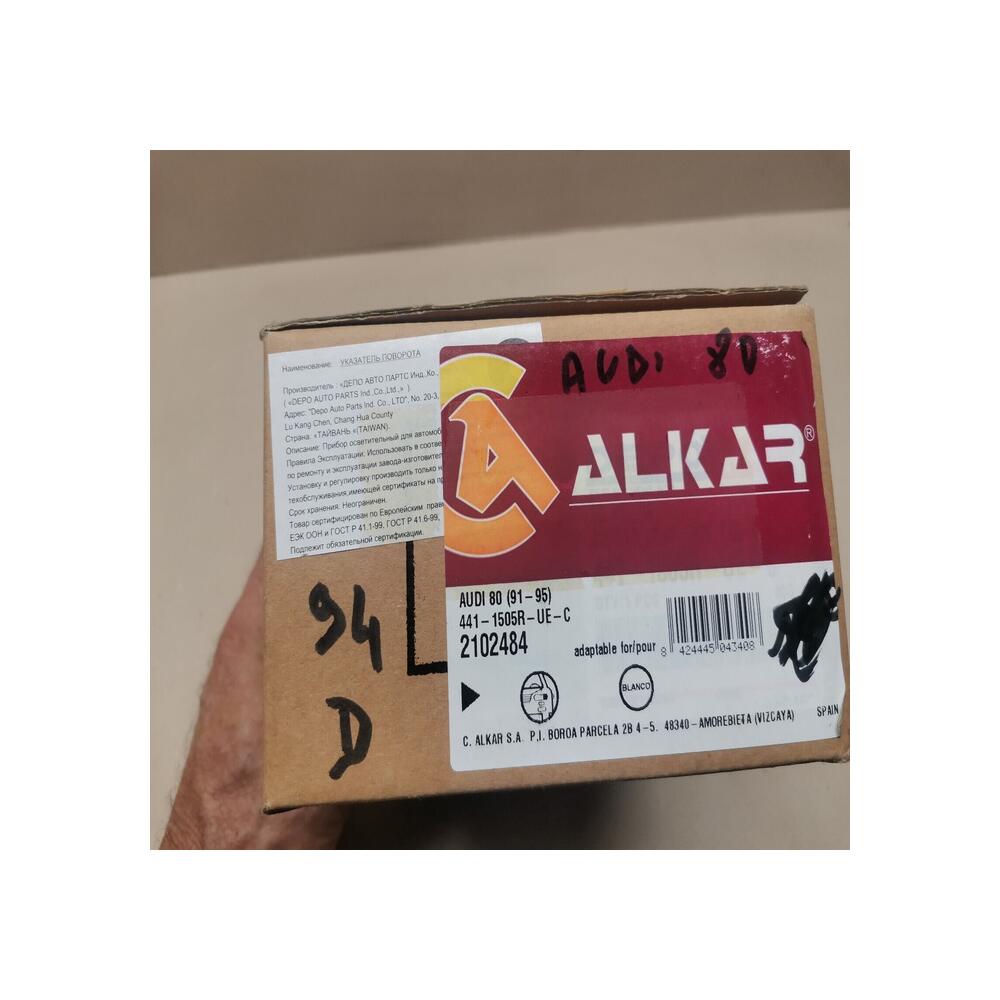 Наименование: УКАЗАТЕЛЬ ПОВОРОТА
Производитель : «ДЕПО АВТО ПАРТС Инд.,Ко.,
( «DEPO AUTO PARTS Ind.,Co.,Ltd.,» )
Адрес: "Depo Auto Parts Ind. Co., LTD", No. 20-3,
Lu Kang Chen, Chang Hua County
Страна: «ТАЙВАНЬ «(TAIWAN).
Описание: Прибор осветительный для автомоб
Правила Эксплуатации: Использовать в соотве
по ремонту и эксплуатации завода-изготовител
Установку и регулировку производить только н
техобслуживания,имеющей сертификаты на пр
Срок хранения: Неограничен.
Товар сертифицирован по Европейским прав
ЕЭК ООН и ГОСТ Р 41.1-99, ГОСТ Р 41.6-99,
Подлежит обязательной сертификации.
AUDI 80
ALKAR®
AUDI 80 (91-95)
441-1505R-UE-C
2102484
adaptable for/pour
8 424445 043408
BLANCO
C. ALKAR S.A. P.I. BOROA PARCELA 2B 4-5. 48340-AMOREBIETA (VIZCAYA) SPAIN
94
D